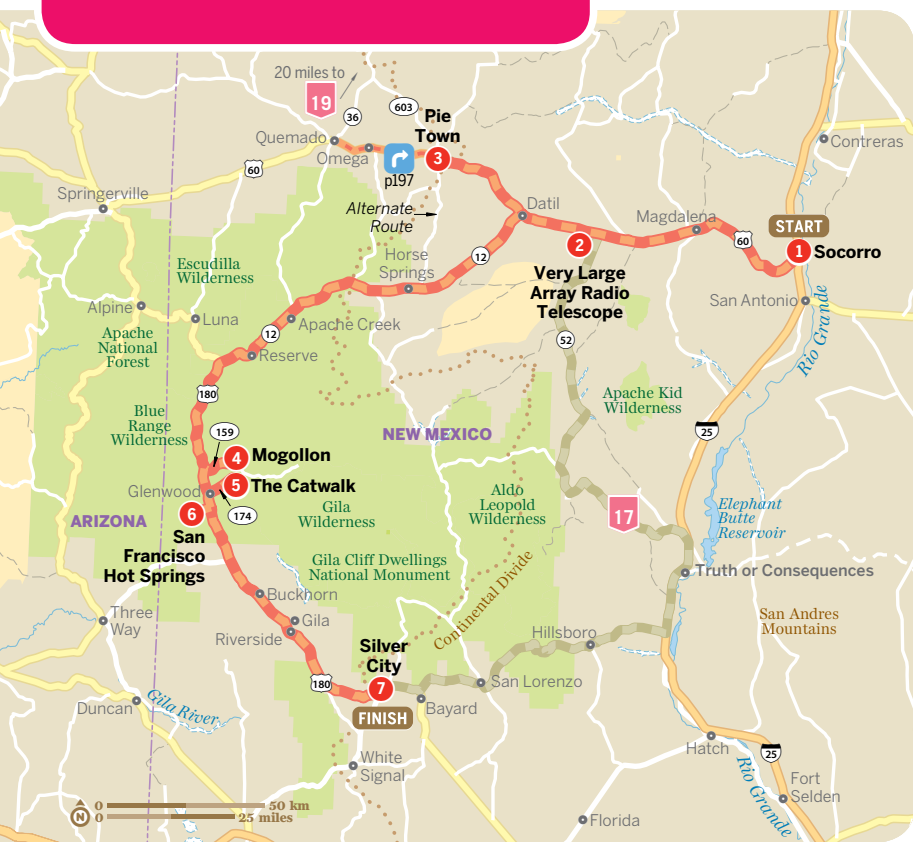 20 miles to
19
36
603
Pie
Town
3
Quemado
Omega
p197
60
Contreras
Springerville
Alternate
Route
Datil
Magdalena
START
60
1 Socorro
2
Very Large
Array Radio
Telescope
Horse
Springs
12
Escudilla
Wilderness
San Antonio
Rio Grande
Alpine
Luna
Apache Creek
12
Apache
National
Forest
Reserve
52
180
Apache Kid
Wilderness
Blue
Range
Wilderness
159
NEW MEXICO
25
4 Mogollon
5 The Catwalk
Glenwood
174
6
San
Francisco
Hot Springs
ARIZONA
Gila
Wilderness
Aldo
Leopold
Wilderness
17
Elephant
Butte
Reservoir
Gila Cliff Dwellings
National Monument
Continental Divide
Truth or Consequences
Buckhorn
Three
Way
Gila
Riverside
San Andres
Mountains
Hillsboro
Silver
City
7
FINISH
180
San Lorenzo
Bayard
Duncan
Gila River
White
Signal
Hatch
25
Rio Grande
Fort
Selden
Florida
N
0 50 km
0 25 miles